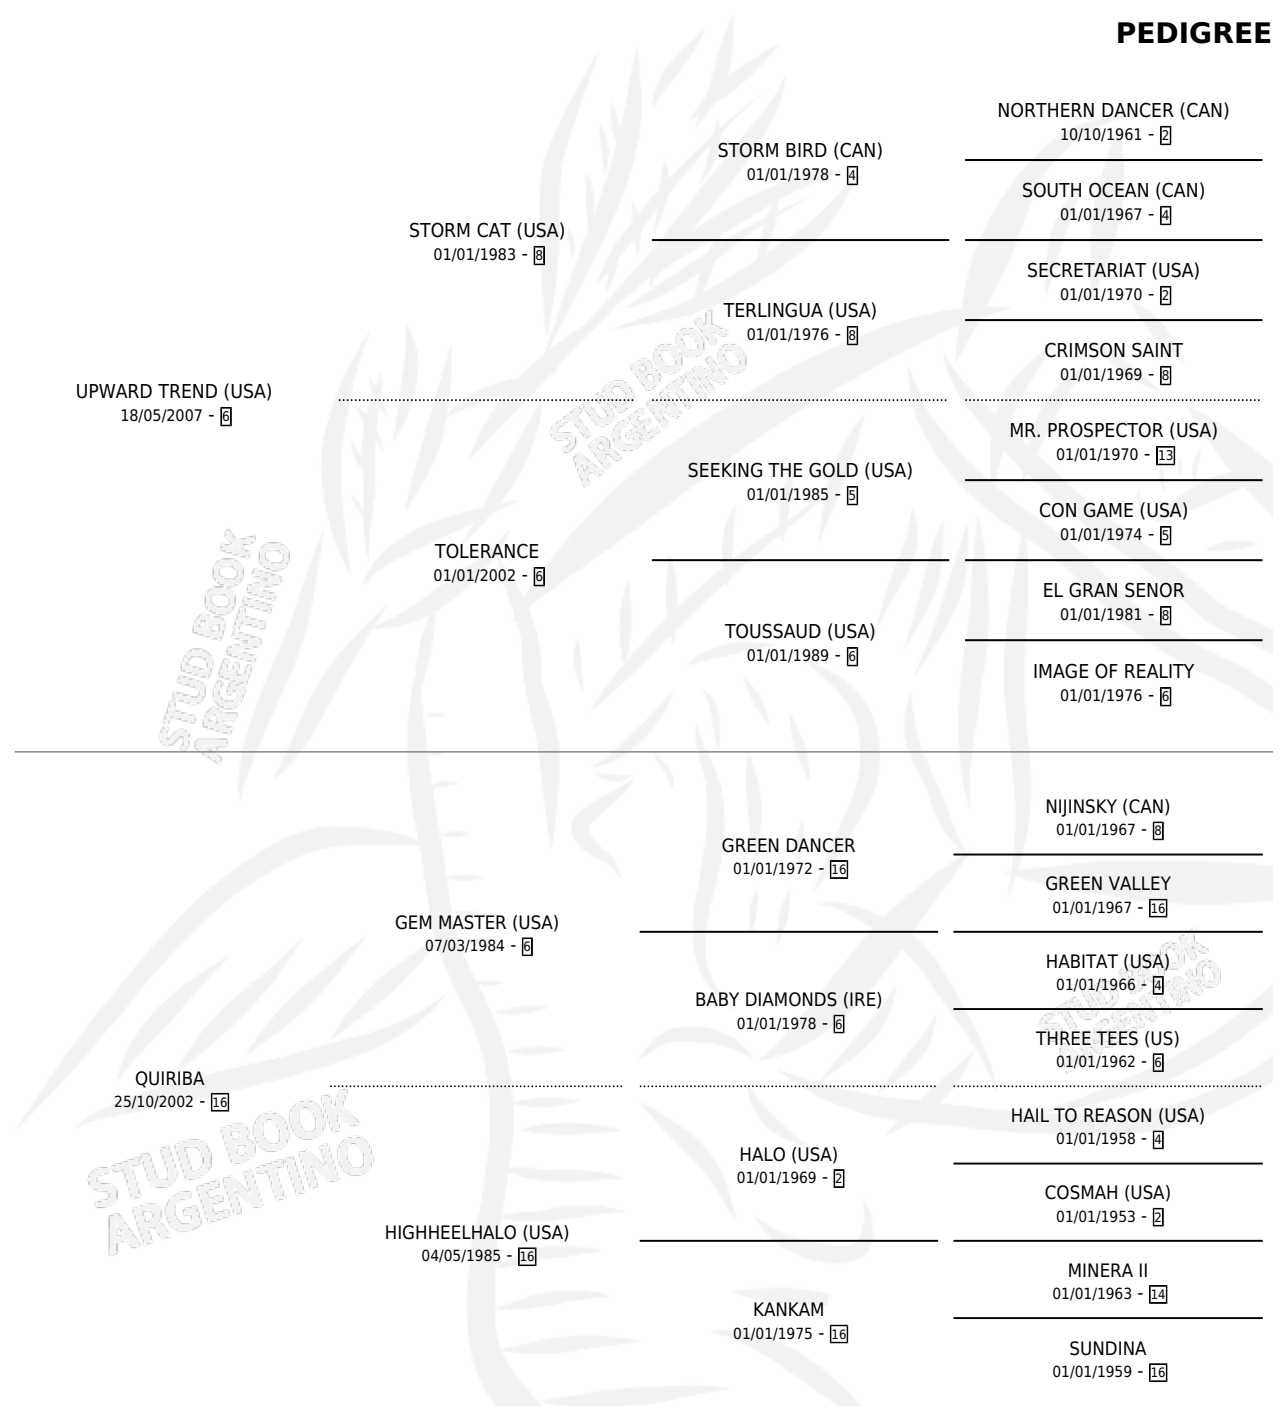 PEDIGREE
NORTHERN DANCER (CAN)
10/10/1961 - 2
STORM BIRD (CAN)
01/01/1978 - 4
SOUTH OCEAN (CAN)
01/01/1967 - 4
STORM CAT (USA)
01/01/1983 - 8
SECRETARIAT (USA)
01/01/1970 - 2
TERLINGUA (USA)
01/01/1976 - 8
CRIMSON SAINT
01/01/1969 - 8
UPWARD TREND (USA)
18/05/2007 - 6
MR. PROSPECTOR (USA)
01/01/1970 - 13
SEEKING THE GOLD (USA)
01/01/1985 - 5
CON GAME (USA)
01/01/1974 - 5
TOLERANCE
01/01/2002 - 6
EL GRAN SENOR
01/01/1981 - 8
TOUSSAUD (USA)
01/01/1989 - 6
IMAGE OF REALITY
01/01/1976 - 6
STUD BOOK
ARGENTINO
STUD BOOK
ARGENTINO
NIJINSKY (CAN)
01/01/1967 - 8
GREEN DANCER
01/01/1972 - 16
GREEN VALLEY
01/01/1967 - 16
GEM MASTER (USA)
07/03/1984 - 6
HABITAT (USA)
01/01/1966 - 4
BABY DIAMONDS (IRE)
01/01/1978 - 6
THREE TEES (US)
01/01/1962 - 6
STUD BOOK
ARGENTINO
QUIRIBA
25/10/2002 - 16
HAIL TO REASON (USA)
01/01/1958 - 4
HALO (USA)
01/01/1969 - 2
COSMAH (USA)
01/01/1953 - 2
STUD BOOK
ARGENTINO
HIGHHEELHALO (USA)
04/05/1985 - 16
MINERA II
01/01/1963 - 14
KANKAM
01/01/1975 - 16
SUNDINA
01/01/1959 - 16